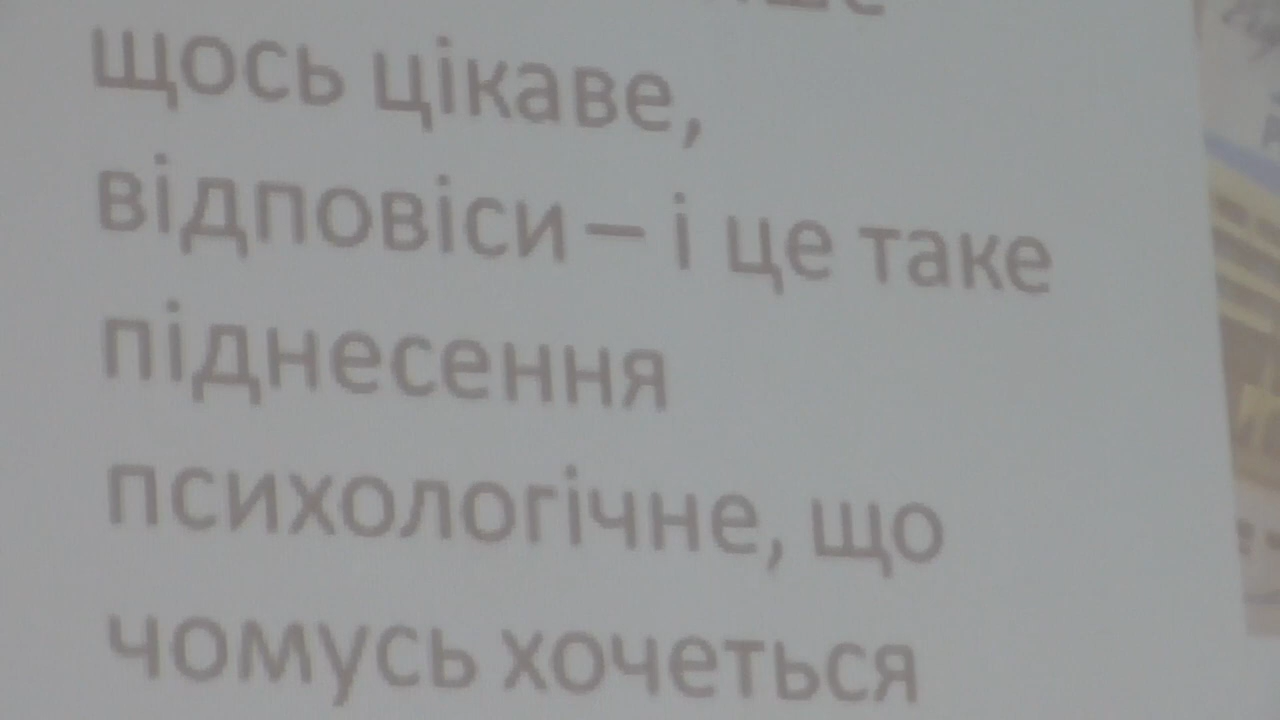 щось цікаве,
відповіси – і це таке
піднесення
психологічне, що
чомусь хочеться